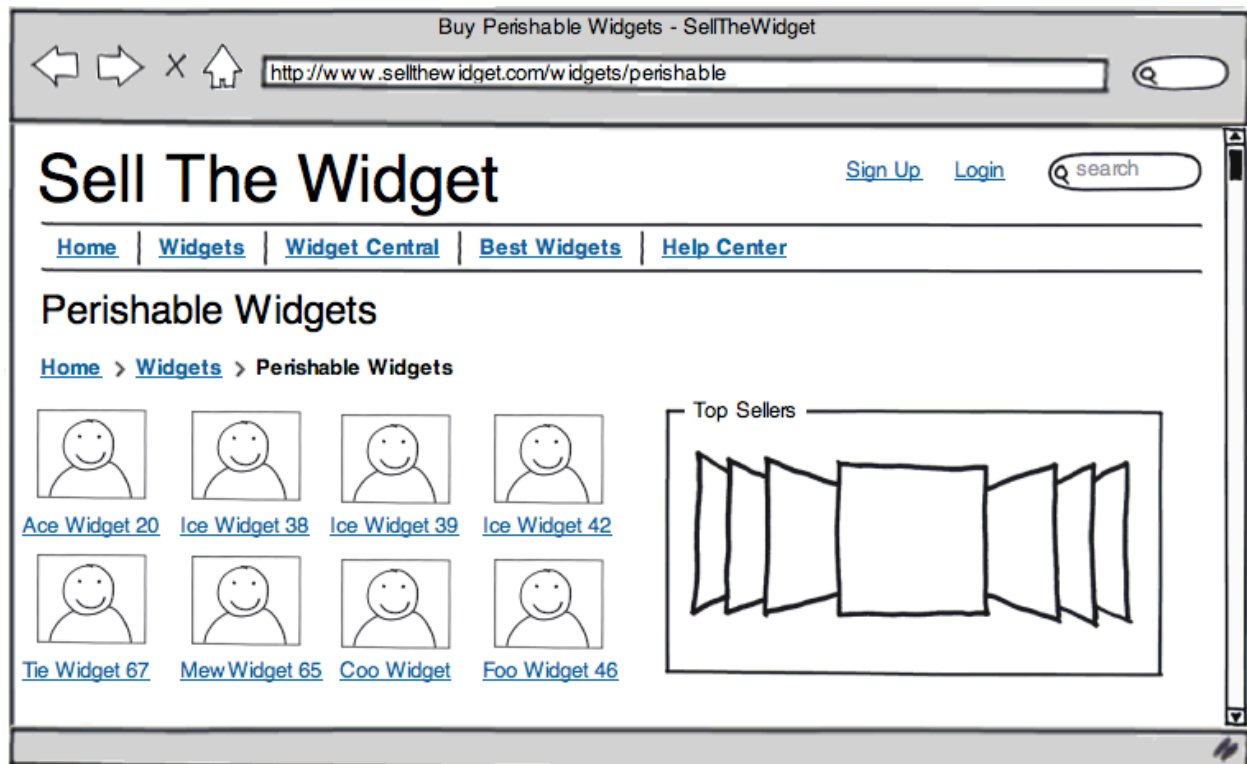 Buy Perishable Widgets - SellTheWidget
http://www.sellthewidget.com/widgets/perishable
Sell The Widget
Sign Up Login search
Home Widgets Widget Central Best Widgets Help Center
Perishable Widgets
Home > Widgets > Perishable Widgets
Top Sellers
Ace Widget 20 Ice Widget 38 Ice Widget 39 Ice Widget 42
Tie Widget 67 Mew Widget 65 Coo Widget Foo Widget 46